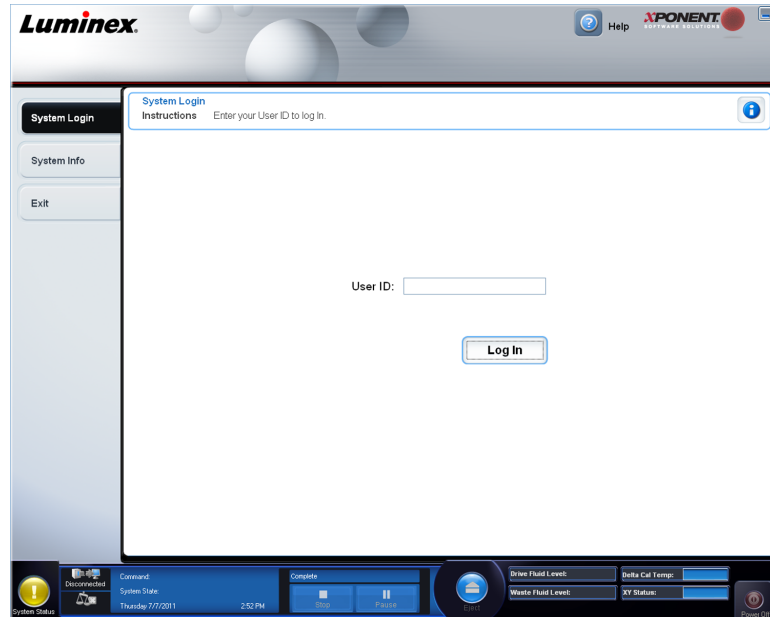 Luminex.
Help
XPONENT.
SOFTWARE SOLUTIONS
System Login
System Info
Exit
System Login
Instructions Enter your User ID to log In.
User ID:
Log In
System Status
Disconnected
Command:
System State:
Thursday 7/7/2011 2:52 PM
Complete
Stop Pause
Eject
Drive Fluid Level:
Waste Fluid Level:
Delta Cal Temp:
XY Status:
Power Off